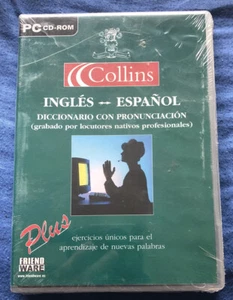 PC CD-ROM
Collins
INGLÉS -- ESPAÑOL
DICCIONARIO CON PRONUNCIACIÓN
(grabado por locutores nativos profesionales)
Plus
ejercicios únicos para el
aprendizaje de nuevas palabras
FRIEND
WARE